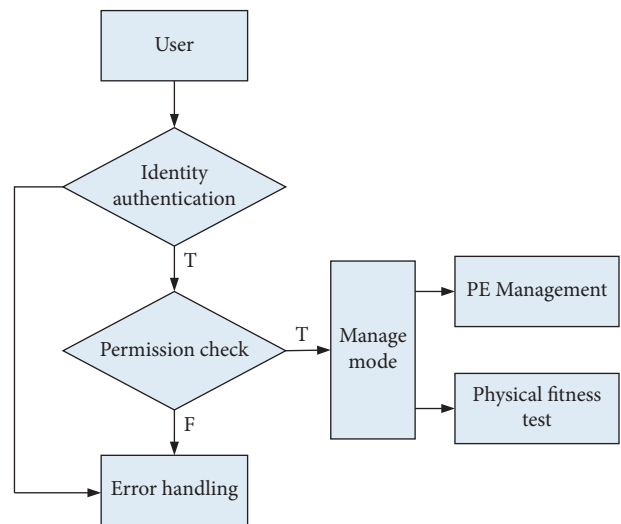 User
Identity
authentication
T
Permission check
T
Manage
mode
PE Management
Physical fitness
test
F
Error handling